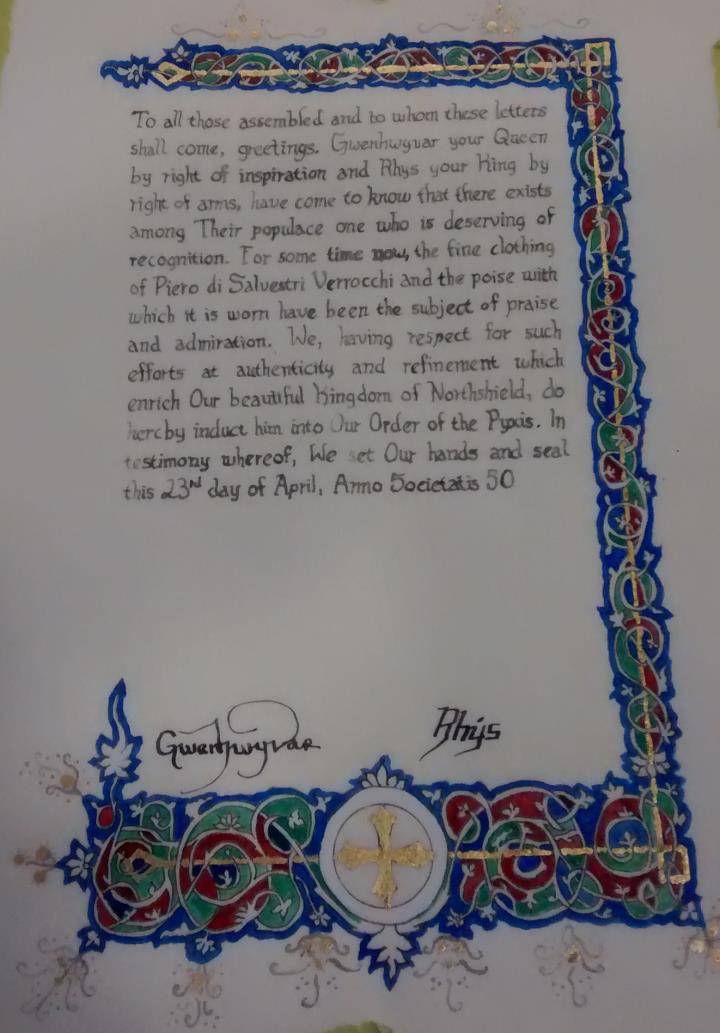 To all those assembled and to whom these letters
shall come, greetings. Gwenhwyvar your Queen
by right of inspiration and Rhys your King by
right of arms, have come to know that there exists
among Their populace one who is deserving of
recognition. For some time now, the fine clothing
of Piero di Salvestri Verrocchi and the poise with
which it is worn have been the subject of praise
and admiration. We, having respect for such
efforts at authenticity and refinement which
enrich Our beautiful Kingdom of Northshield, do
hereby induct him into Our Order of the Pyxis. In
testimony whereof, We set Our hands and seal
this 23ʳᵈ day of April, Anno Societatis 50
Gwenhwyvar
Rhys